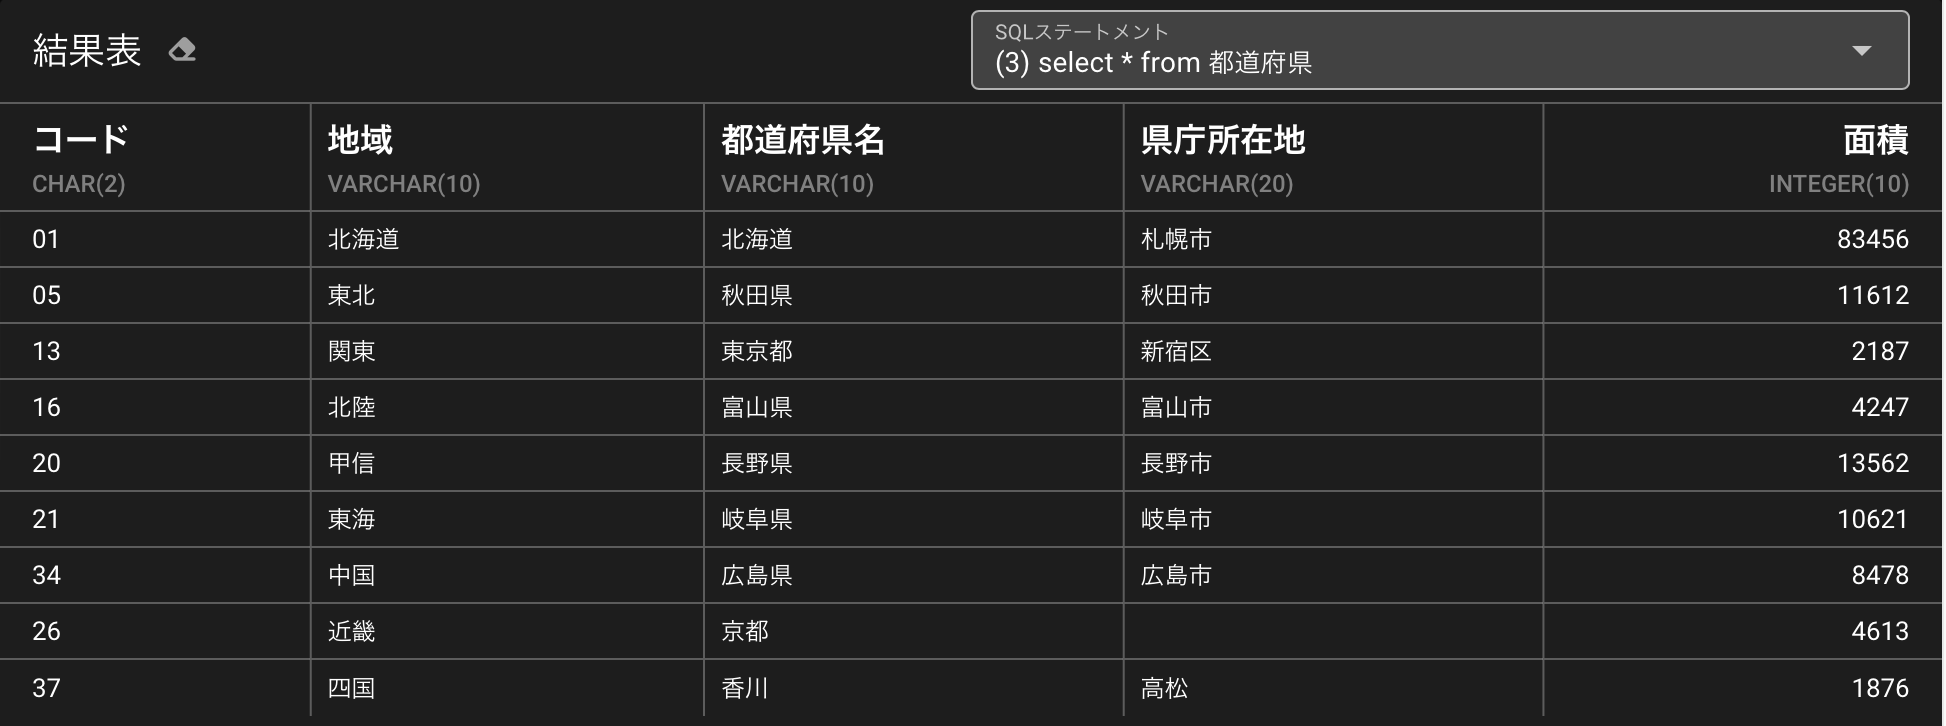 結果表
SQLステートメント
(3) select * from 都道府県
コード 地域 都道府県名 県庁所在地 面積
CHAR(2) VARCHAR(10) VARCHAR(10) VARCHAR(20) INTEGER(10)
01 北海道 北海道 札幌市 83456
05 東北 秋田県 秋田市 11612
13 関東 東京都 新宿区 2187
16 北陸 富山県 富山市 4247
20 甲信 長野県 長野市 13562
21 東海 岐阜県 岐阜市 10621
34 中国 広島県 広島市 8478
26 近畿 京都 4613
37 四国 香川 高松 1876